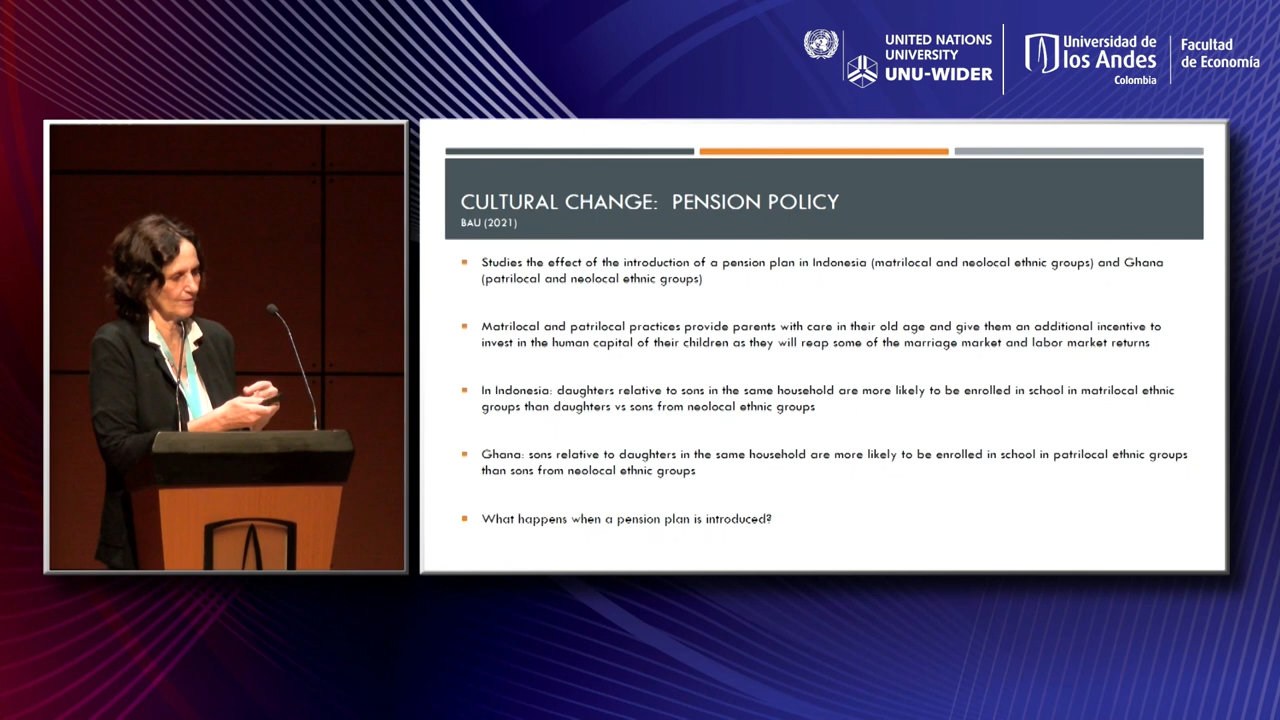 UNITED NATIONS
UNIVERSITY
UNU-WIDER
Universidad de
los Andes
Colombia
Facultad
de Economía
CULTURAL CHANGE: PENSION POLICY
BAU (2021)
Studies the effect of the introduction of a pension plan in Indonesia (matrilocal and neolocal ethnic groups) and Ghana
(patrilocal and neolocal ethnic groups)
Matrilocal and patrilocal practices provide parents with care in their old age and give them an additional incentive to
invest in the human capital of their children as they will reap some of the marriage market and labor market returns
In Indonesia: daughters relative to sons in the same household are more likely to be enrolled in school in matrilocal ethnic
groups than daughters vs sons from neolocal ethnic groups
Ghana: sons relative to daughters in the same household are more likely to be enrolled in school in patrilocal ethnic groups
than sons from neolocal ethnic groups
What happens when a pension plan is introduced?